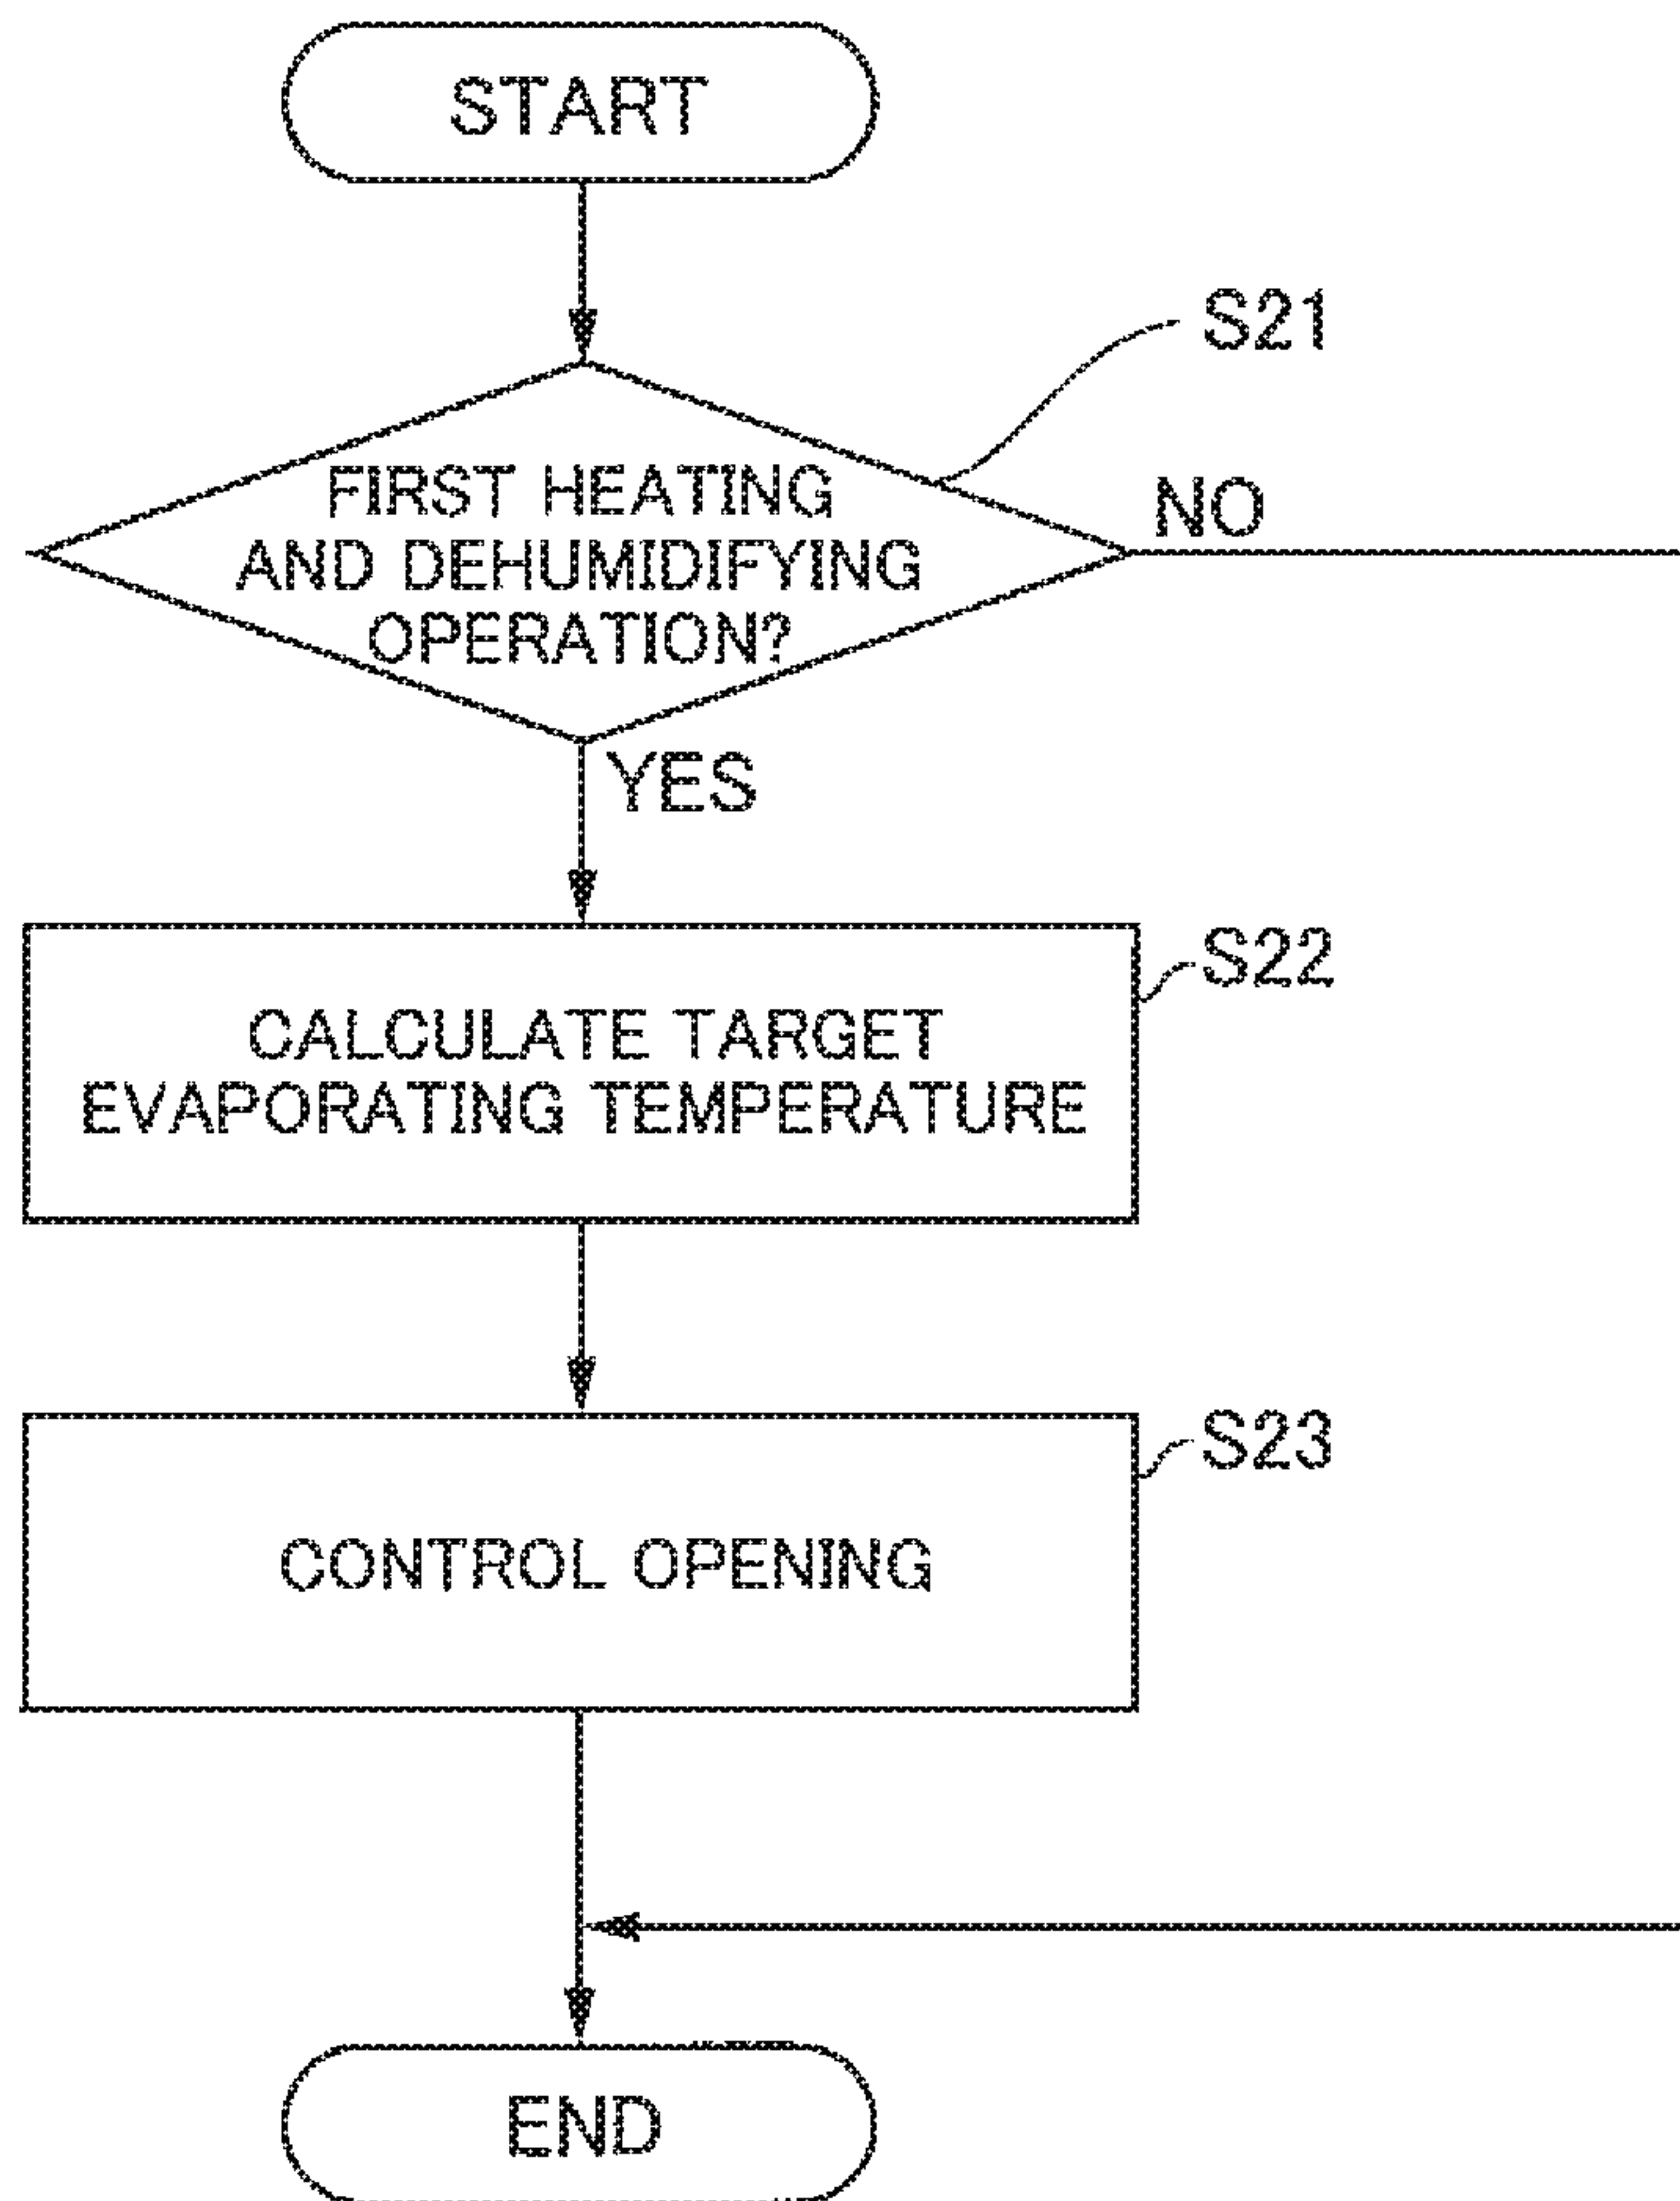 START
S21
FIRST HEATING
AND DEHUMIDIFYING
OPERATION?
NO
YES
S22
CALCULATE TARGET
EVAPORATING TEMPERATURE
S23
CONTROL OPENING
END